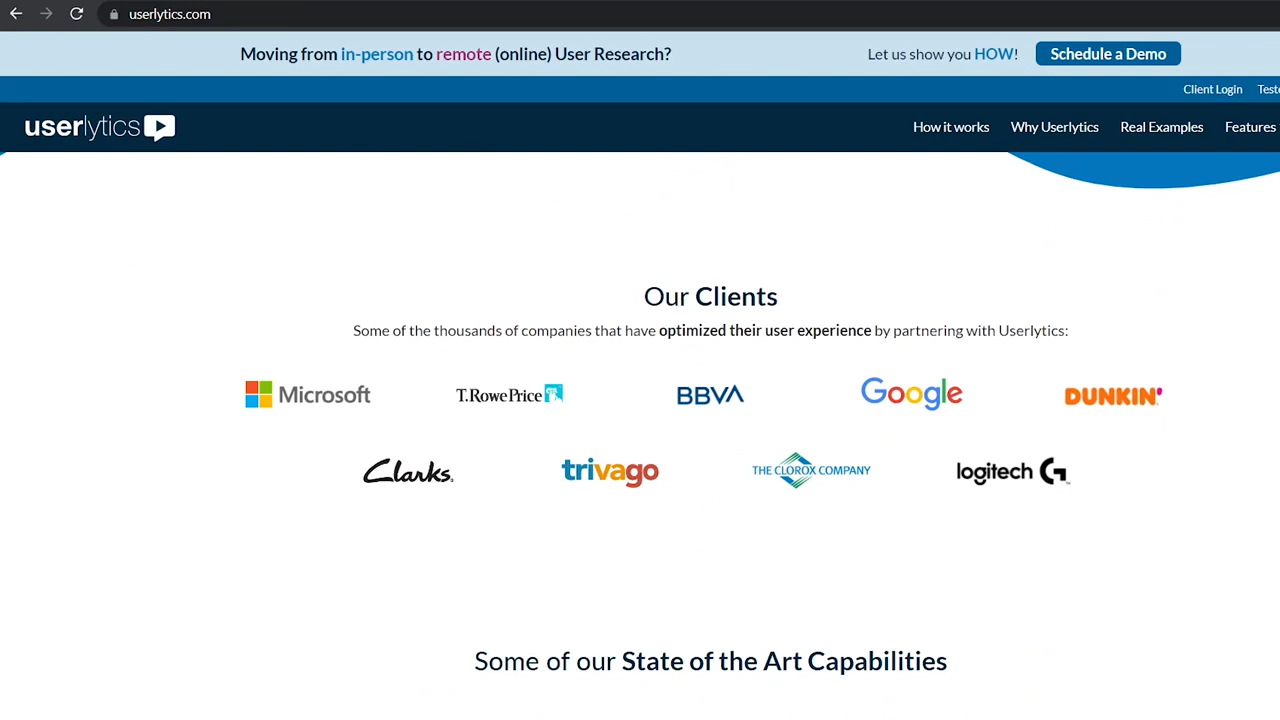 userlytics.com
Moving from in-person to remote (online) User Research?
Let us show you HOW!
Schedule a Demo
Client Login
userlytics
How it works
Why Userlytics
Real Examples
Features
Our Clients
Some of the thousands of companies that have optimized their user experience by partnering with Userlytics:
Microsoft
T.RowePrice
BBVA
Google
DUNKIN'
Clarks.
trivago
THE CLOROX COMPANY
logitech G
Some of our State of the Art Capabilities